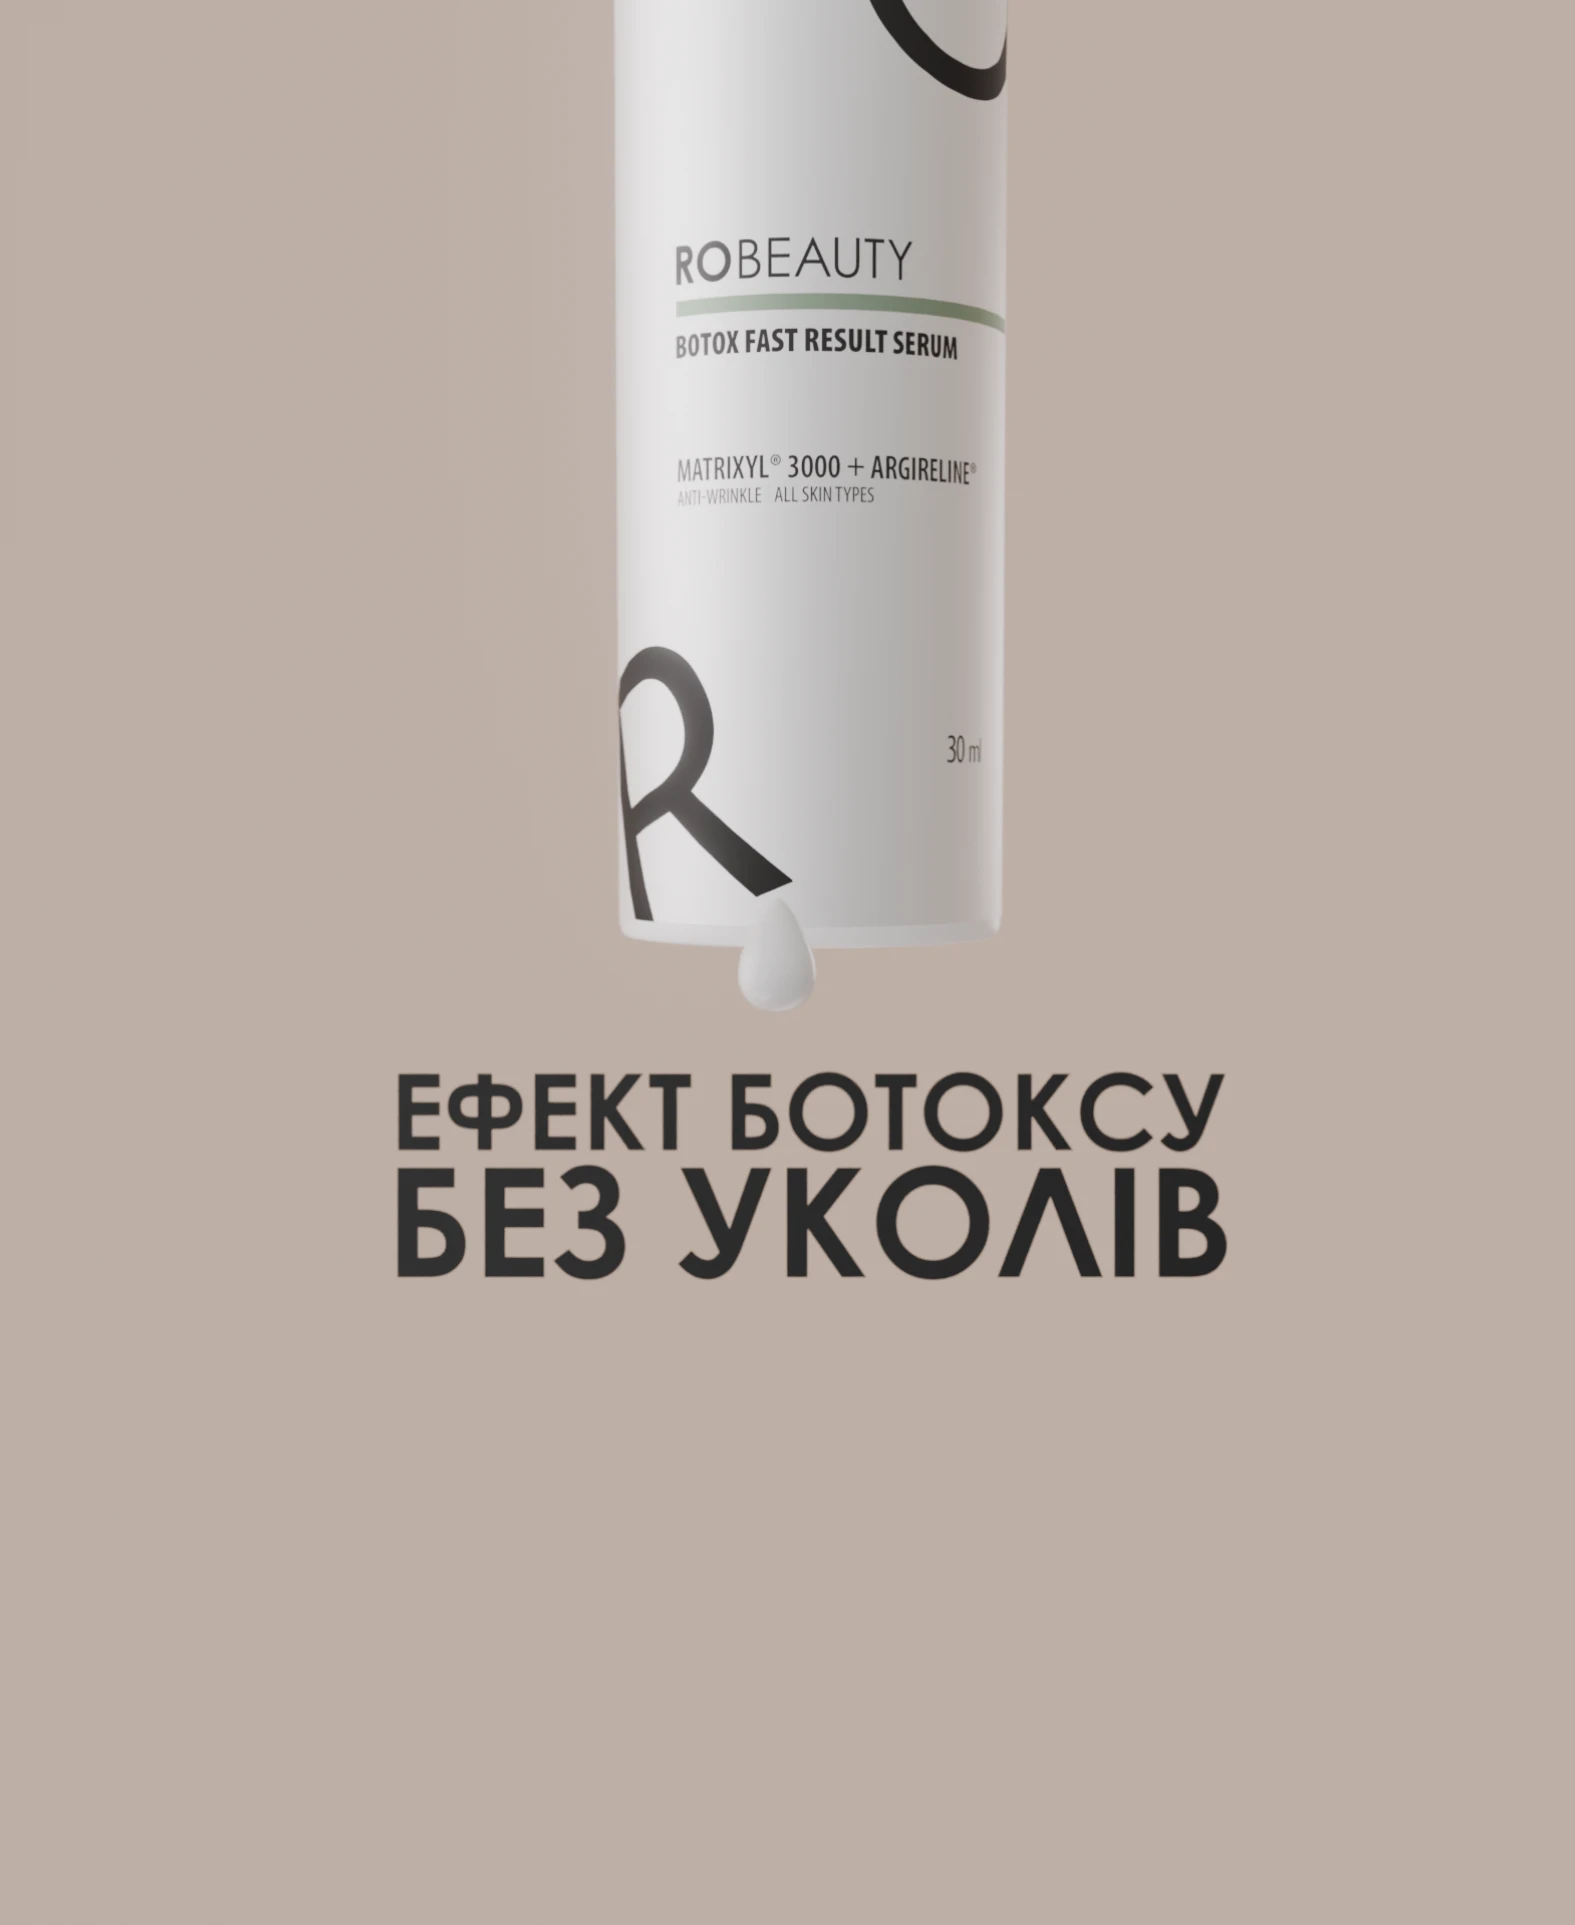 ROBEAUTY
BOTOX FAST RESULT SERUM
MATRIXYL® 3000 + ARGIRELINE®
ANTI-WRINKLE ALL SKIN TYPES
R
30 ml
ЕФЕКТ БОТОКСУ
БЕЗ УКОЛІВ